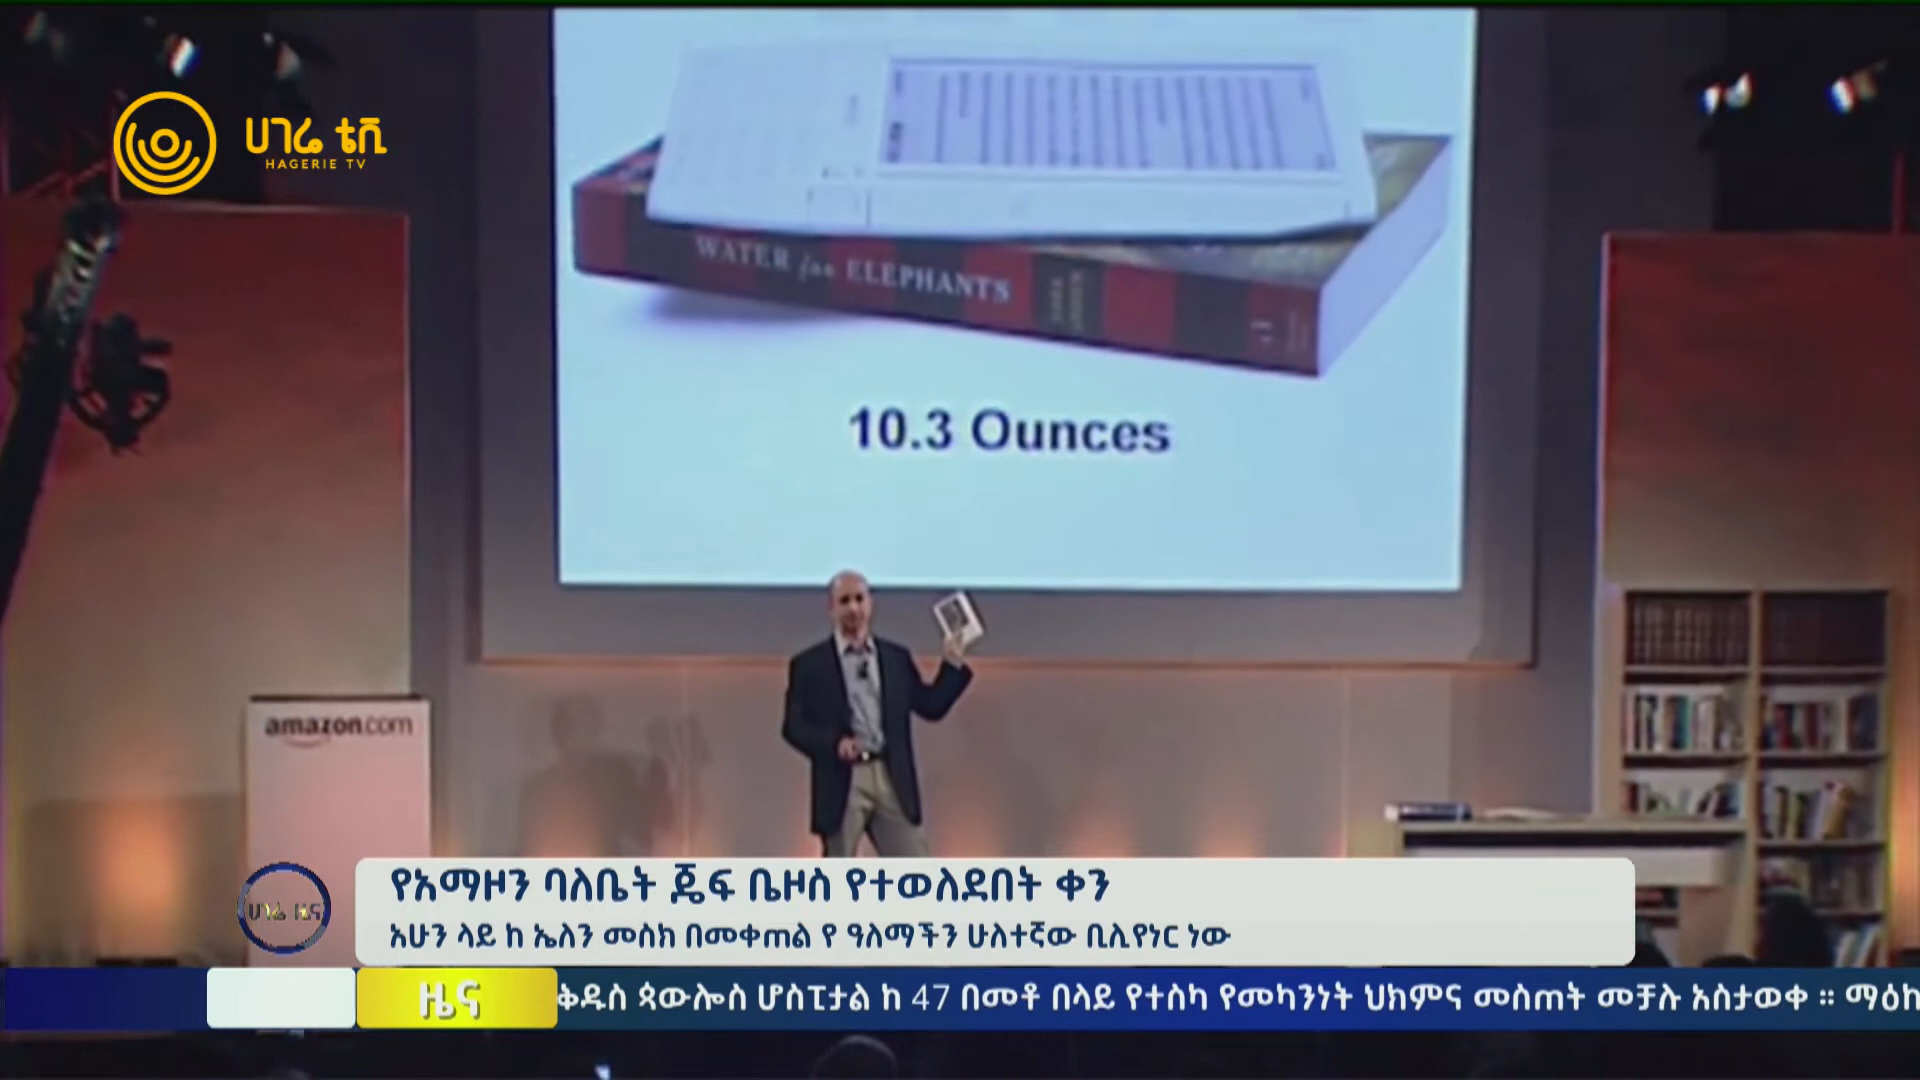 ሀገሬ ቴቪ
HAGERIE TV
WATER for ELEPHANTS
10.3 Ounces
amazon.com
የአማዞን ባለቤት ጄፍ ቤዞስ የተወለደበት ቀን
አሁን ላይ ከ ኤለን መስክ በመቀጠል የ ዓለማችን ሁለተኛው ቢሊየነር ነው
ሀገሬ ዜና
ዜና
ቅዱስ ጳውሎስ ሆስፒታል ከ 47 በመቶ በላይ የተስካ የመካንነት ህክምና መስጠት መቻሉ አስታወቀ ። ማዕከ